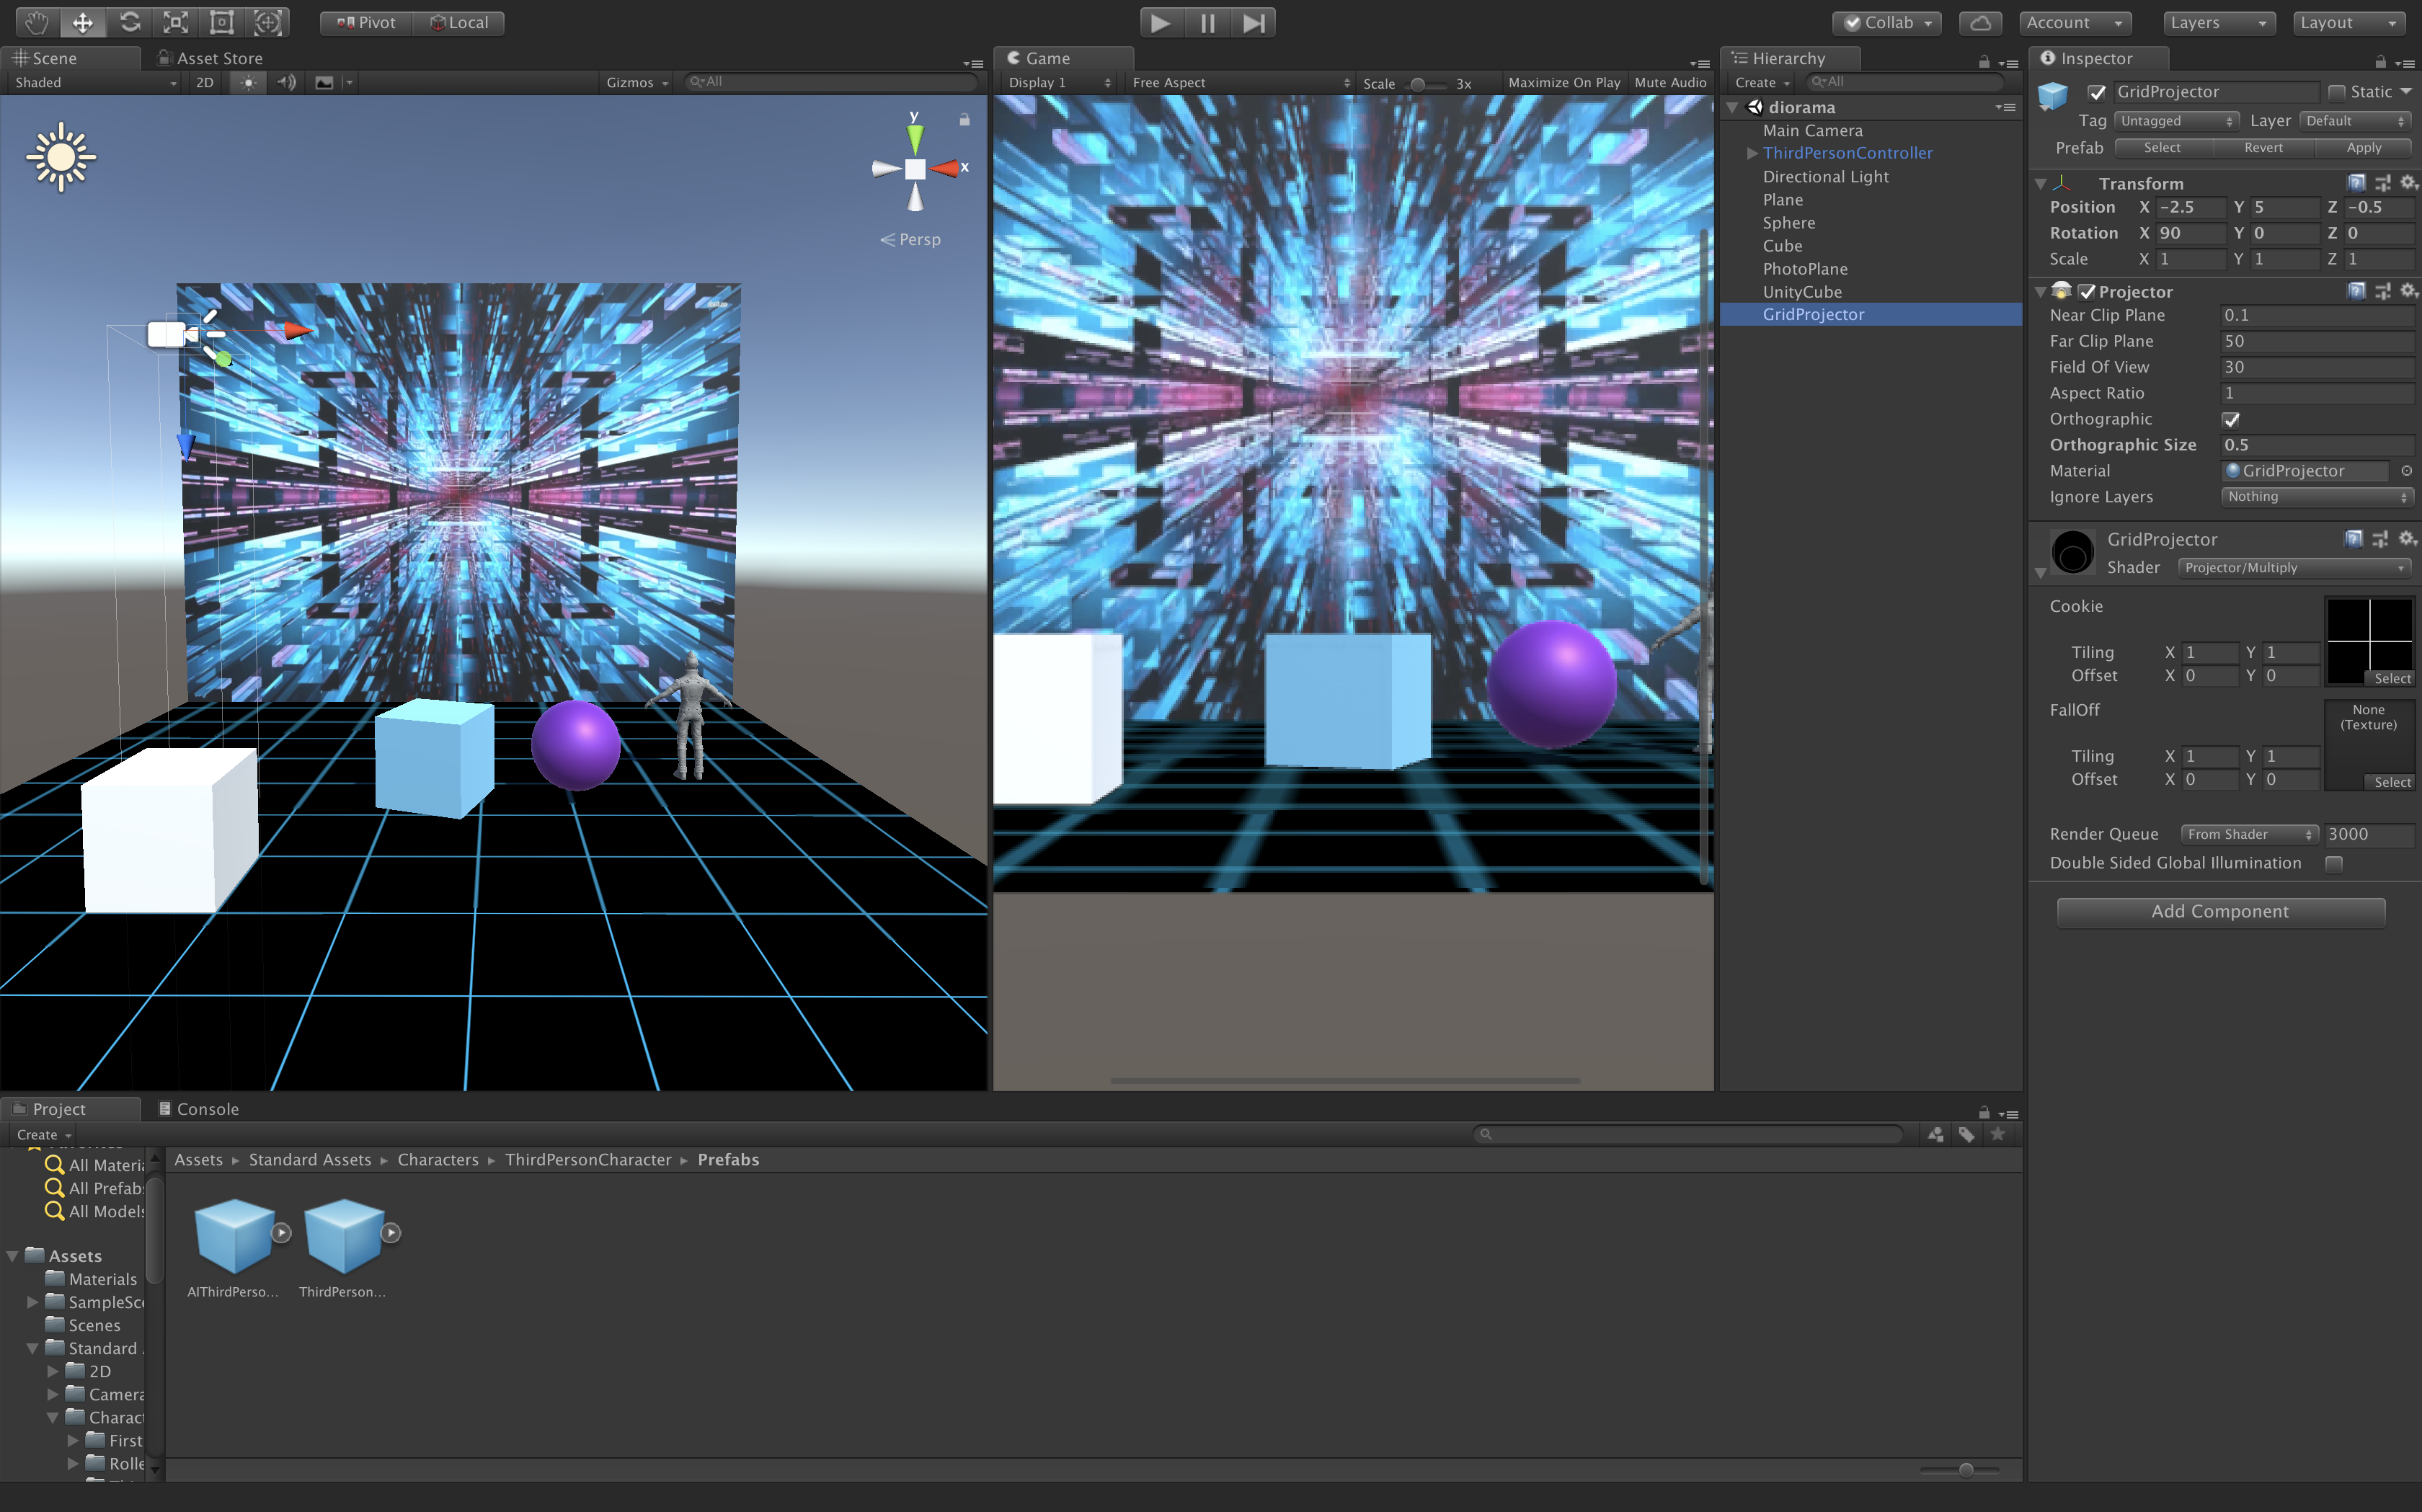 Pivot Local Collab Account Layers Layout
Scene Asset Store
Shaded 2D Gizmos All
y
x
Persp
Game
Display 1 Free Aspect Scale 3x Maximize On Play Mute Audio
Hierarchy
Create All
diorama
Main Camera
ThirdPersonController
Directional Light
Plane
Sphere
Cube
PhotoPlane
UnityCube
GridProjector
Inspector
GridProjector Static
Tag Untagged Layer Default
Prefab Select Revert Apply
Transform
Position X -2.5 Y 5 Z -0.5
Rotation X 90 Y 0 Z 0
Scale X 1 Y 1 Z 1
Projector
Near Clip Plane 0.1
Far Clip Plane 50
Field Of View 30
Aspect Ratio 1
Orthographic
Orthographic Size 0.5
Material GridProjector
Ignore Layers Nothing
GridProjector
Shader Projector/Multiply
Cookie
Tiling X 1 Y 1
Offset X 0 Y 0 Select
FallOff None
(Texture)
Tiling X 1 Y 1
Offset X 0 Y 0 Select
Render Queue From Shader 3000
Double Sided Global Illumination
Add Component
Project Console
Create
All Materi
All Prefab
All Models
Assets
Materials
SampleSce
Scenes
Standard
2D
Camera
Charact
First
Rolle
Assets Standard Assets Characters ThirdPersonCharacter Prefabs
AIThirdPerso... ThirdPerson...